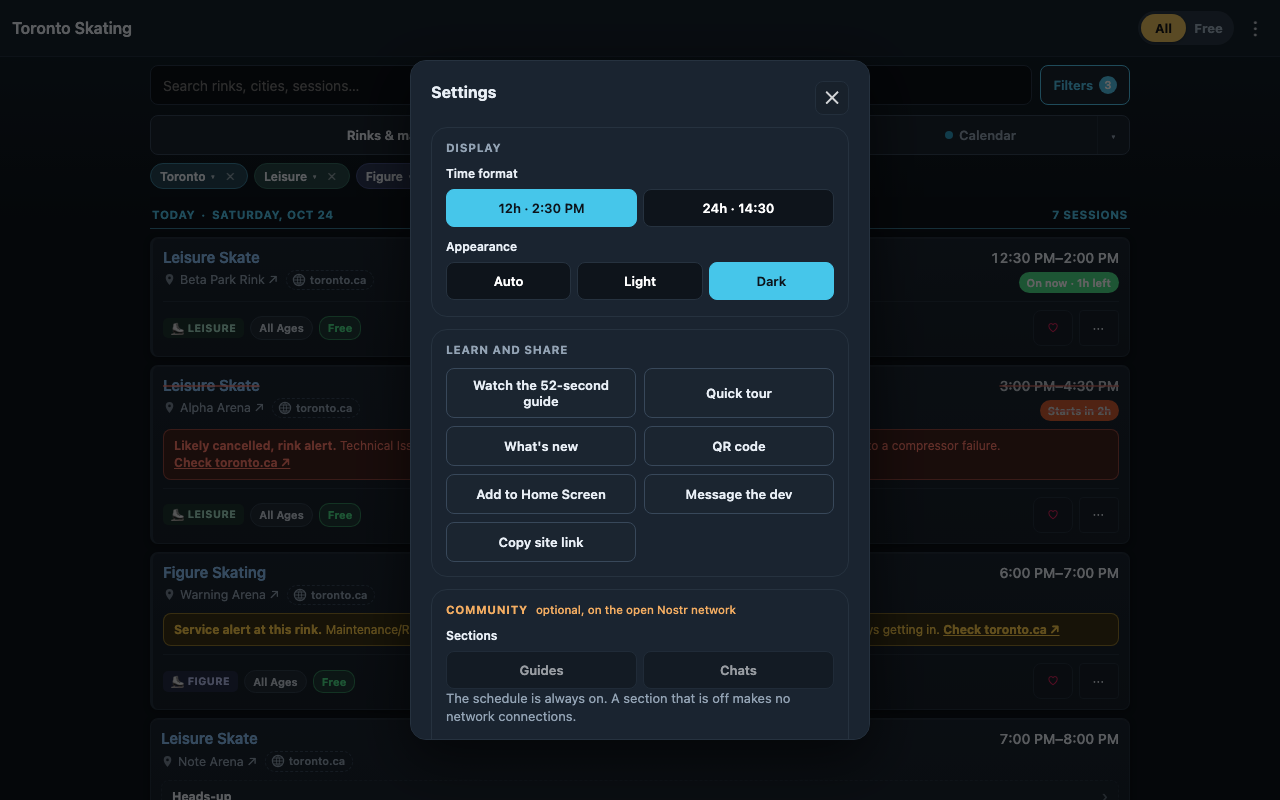 Toronto Skating
All
Free
Search rinks, cities, sessions...
Filters 3
Rinks & ma
Calendar
Toronto
Leisure
Figure
TODAY · SATURDAY, OCT 24
7 SESSIONS
Leisure Skate
12:30 PM–2:00 PM
Beta Park Rink ↗ toronto.ca
On now · 1h left
LEISURE All Ages Free
Leisure Skate
3:00 PM–4:30 PM
Alpha Arena ↗ toronto.ca
Starts in 2h
Likely cancelled, rink alert. Technical Iss
o a compressor failure.
Check toronto.ca ↗
LEISURE All Ages Free
Figure Skating
6:00 PM–7:00 PM
Warning Arena ↗ toronto.ca
Service alert at this rink. Maintenance/R
ys getting in. Check toronto.ca ↗
FIGURE All Ages Free
Leisure Skate
7:00 PM–8:00 PM
Note Arena ↗ toronto.ca
Heads-up
Settings
DISPLAY
Time format
12h · 2:30 PM
24h · 14:30
Appearance
Auto
Light
Dark
LEARN AND SHARE
Watch the 52-second
guide
Quick tour
What's new
QR code
Add to Home Screen
Message the dev
Copy site link
COMMUNITY optional, on the open Nostr network
Sections
Guides
Chats
The schedule is always on. A section that is off makes no
network connections.